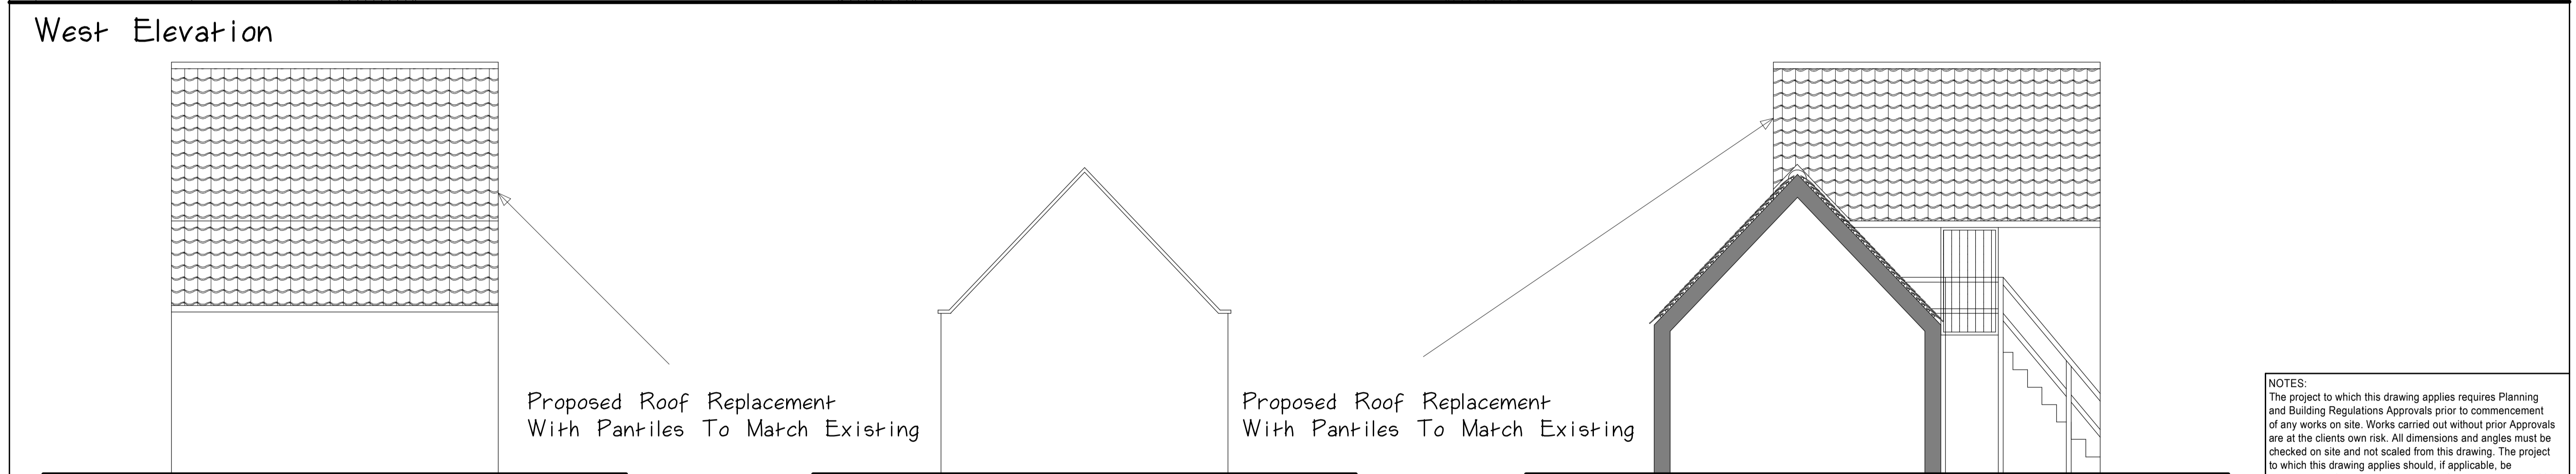 West Elevation
Proposed Roof Replacement
With Pantiles To Match Existing
Proposed Roof Replacement
With Pantiles To Match Existing
NOTES:
The project to which this drawing applies requires Planning
and Building Regulations Approvals prior to commencement
of any works on site. Works carried out without prior Approvals
are at the clients own risk. All dimensions and angles must be
checked on site and not scaled from this drawing. The project
to which this drawing applies should, if applicable, be